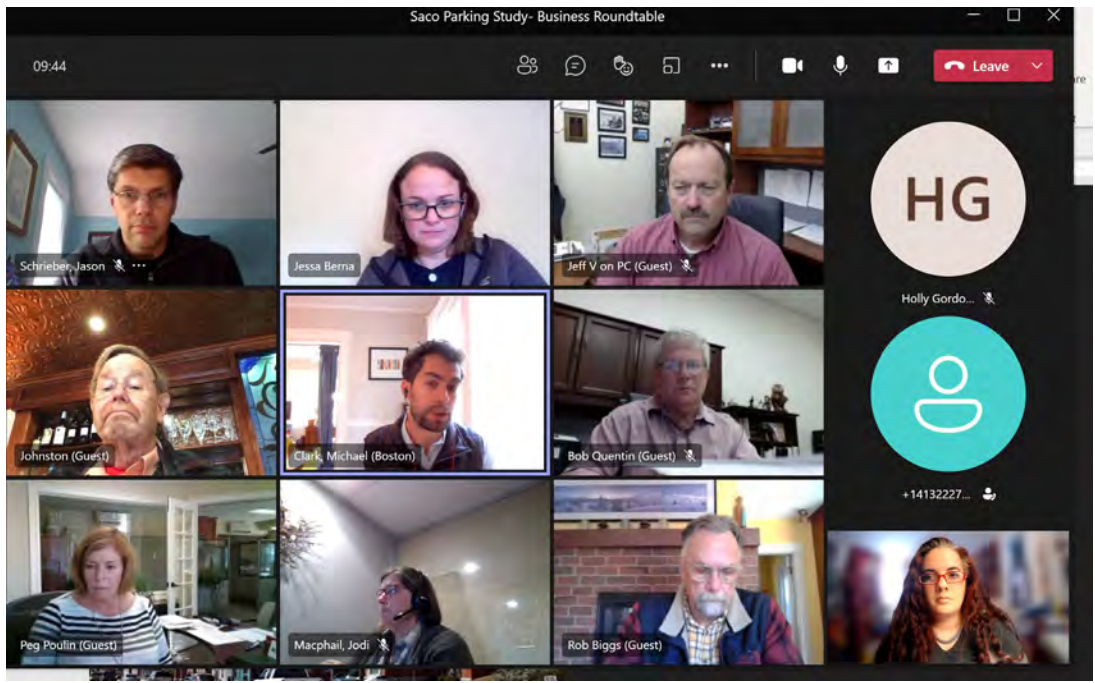 Saco Parking Study- Business Roundtable
09:44
Leave
are
HG
Schrieber, Jason
Jessa Berna
Jeff V on PC (Guest)
Holly Gordo...
Johnston (Guest)
Clark, Michael (Boston)
Bob Quentin (Guest)
+14132227...
Peg Poulin (Guest)
Macphail, Jodi
Rob Biggs (Guest)